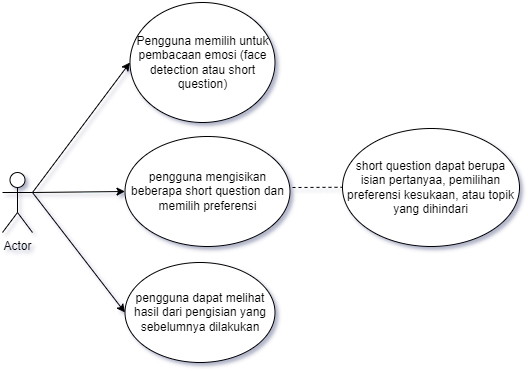 Pengguna memilih untuk
pembacaan emosi (face
detection atau short
question)
pengguna mengisikan
beberapa short question dan
memilih preferensi
short question dapat berupa
isian pertanyaa, pemilihan
preferensi kesukaan, atau topik
yang dihindari
Actor
pengguna dapat melihat
hasil dari pengisian yang
sebelumnya dilakukan